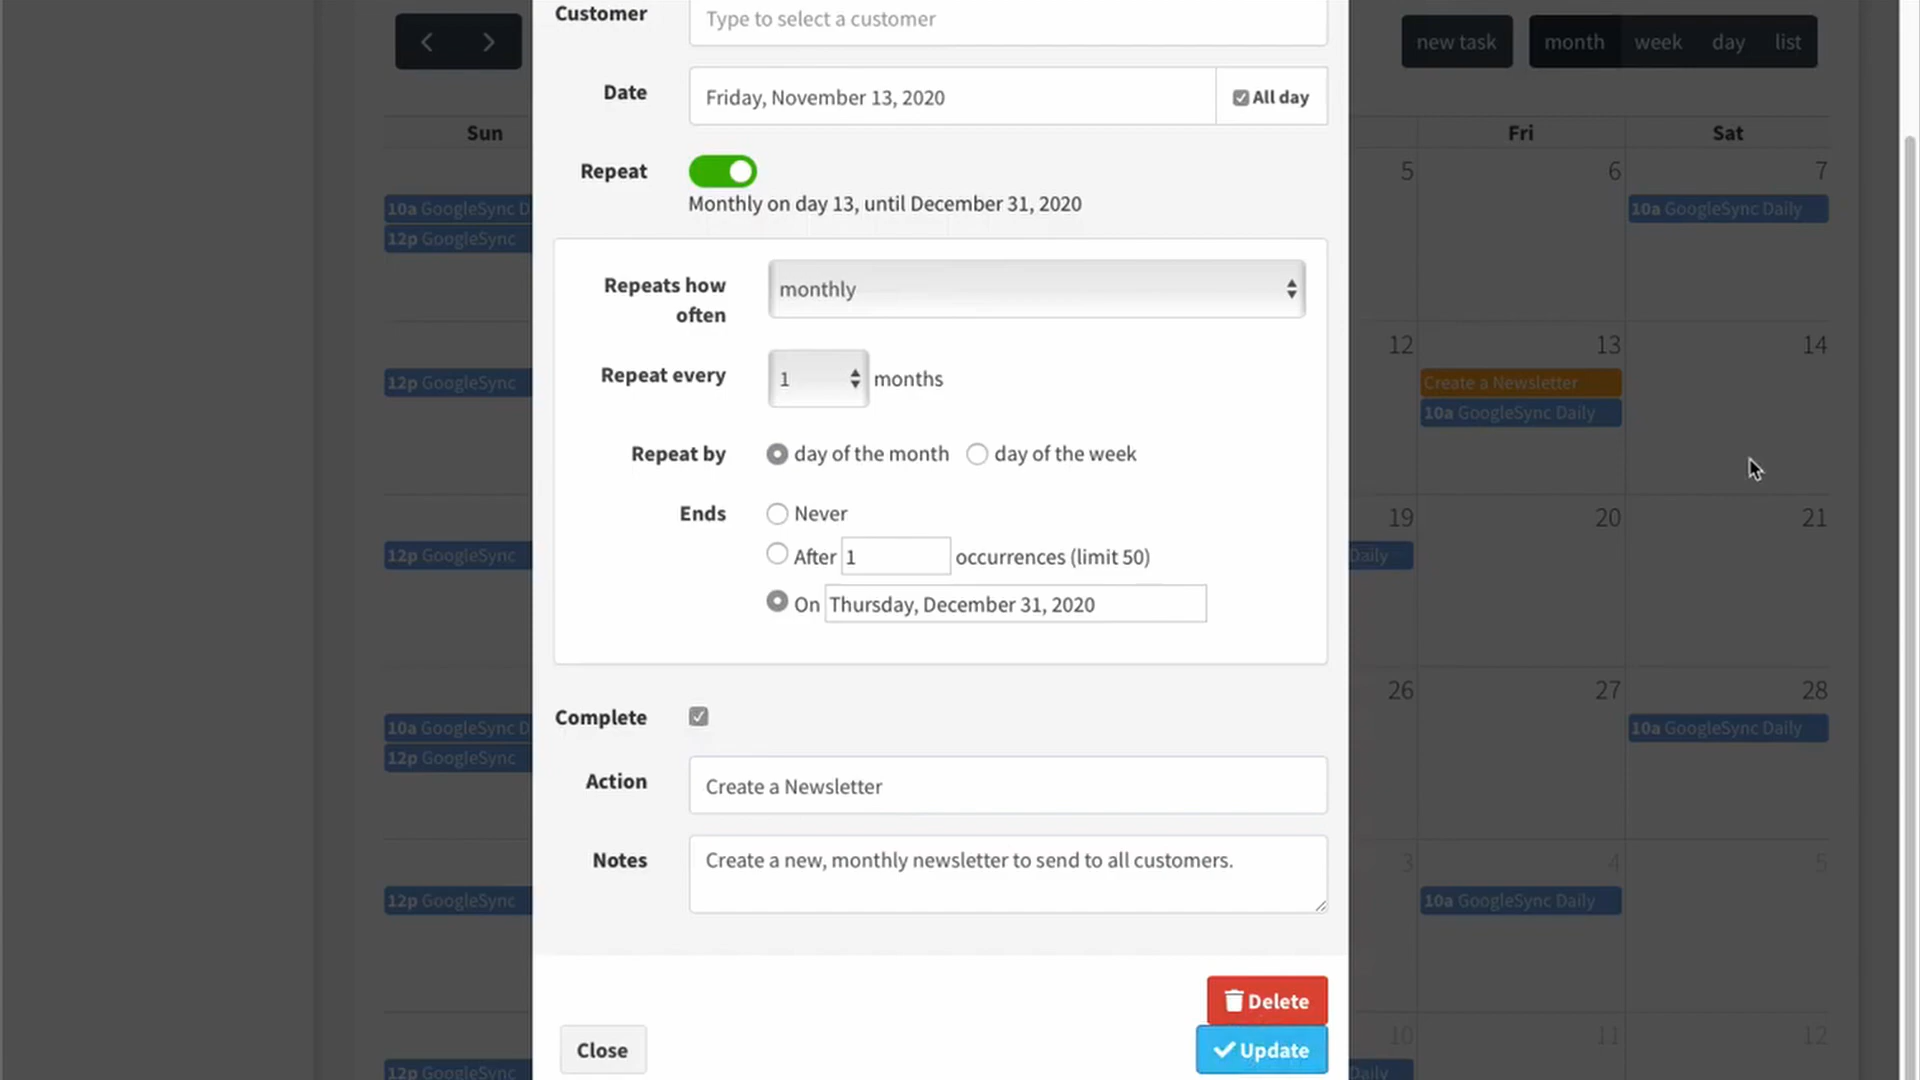 Customer
Type to select a customer
new task
month
week
day
list
Date
Friday, November 13, 2020
All day
Sun
Fri
Sat
Repeat
Monthly on day 13, until December 31, 2020
5
6
7
10a GoogleSync D
12p GoogleSync
10a GoogleSync Daily
Repeats how
often
monthly
12
13
14
Repeat every
1
months
12p GoogleSync
Create a Newsletter
10a GoogleSync Daily
Repeat by
day of the month
day of the week
Ends
Never
19
20
21
After
1
occurrences (limit 50)
12p GoogleSync
Daily
On
Thursday, December 31, 2020
26
27
28
Complete
10a GoogleSync D
12p GoogleSync
10a GoogleSync Daily
Action
Create a Newsletter
Notes
Create a new, monthly newsletter to send to all customers.
3
4
5
12p GoogleSync
10a GoogleSync Daily
Delete
10
11
12
Close
Update
12p GoogleSync
Daily